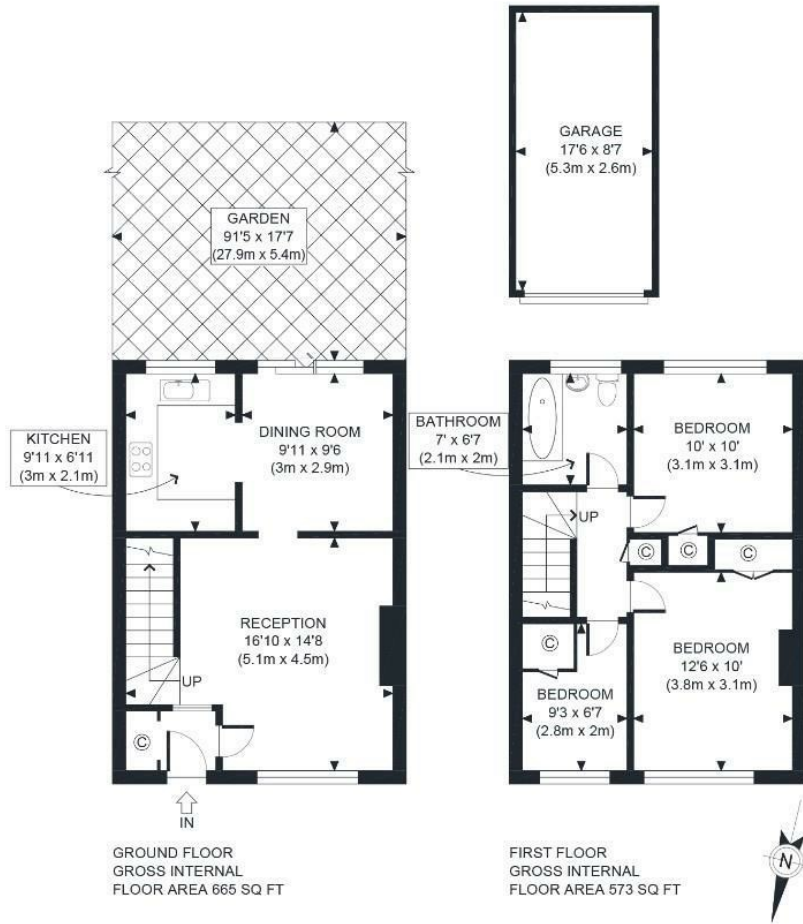 GARAGE
17'6 x 8'7
(5.3m x 2.6m)
GARDEN
91'5 x 17'7
(27.9m x 5.4m)
KITCHEN
9'11 x 6'11
(3m x 2.1m)
DINING ROOM
9'11 x 9'6
(3m x 2.9m)
BATHROOM
7' x 6'7
(2.1m x 2m)
BEDROOM
10' x 10'
(3.1m x 3.1m)
UP
C
C
C
RECEPTION
16'10 x 14'8
(5.1m x 4.5m)
UP
C
C
BEDROOM
9'3 x 6'7
(2.8m x 2m)
BEDROOM
12'6 x 10'
(3.8m x 3.1m)
IN
GROUND FLOOR
GROSS INTERNAL
FLOOR AREA 665 SQ FT
FIRST FLOOR
GROSS INTERNAL
FLOOR AREA 573 SQ FT
N